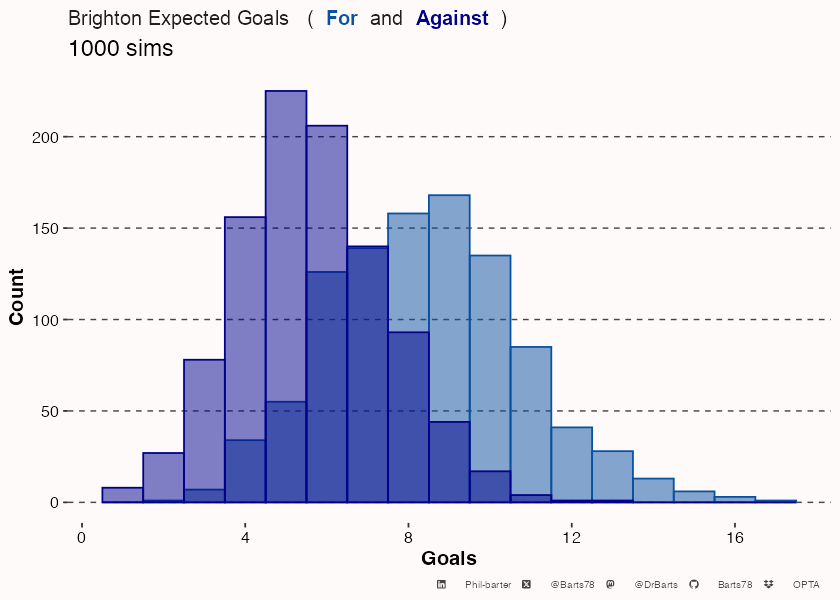 Brighton Expected Goals ( For and Against )
1000 sims
Count
200
150
100
50
0
0 4 8 12 16
Goals
Phil-barter @Barts78 @DrBarts Barts78 OPTA